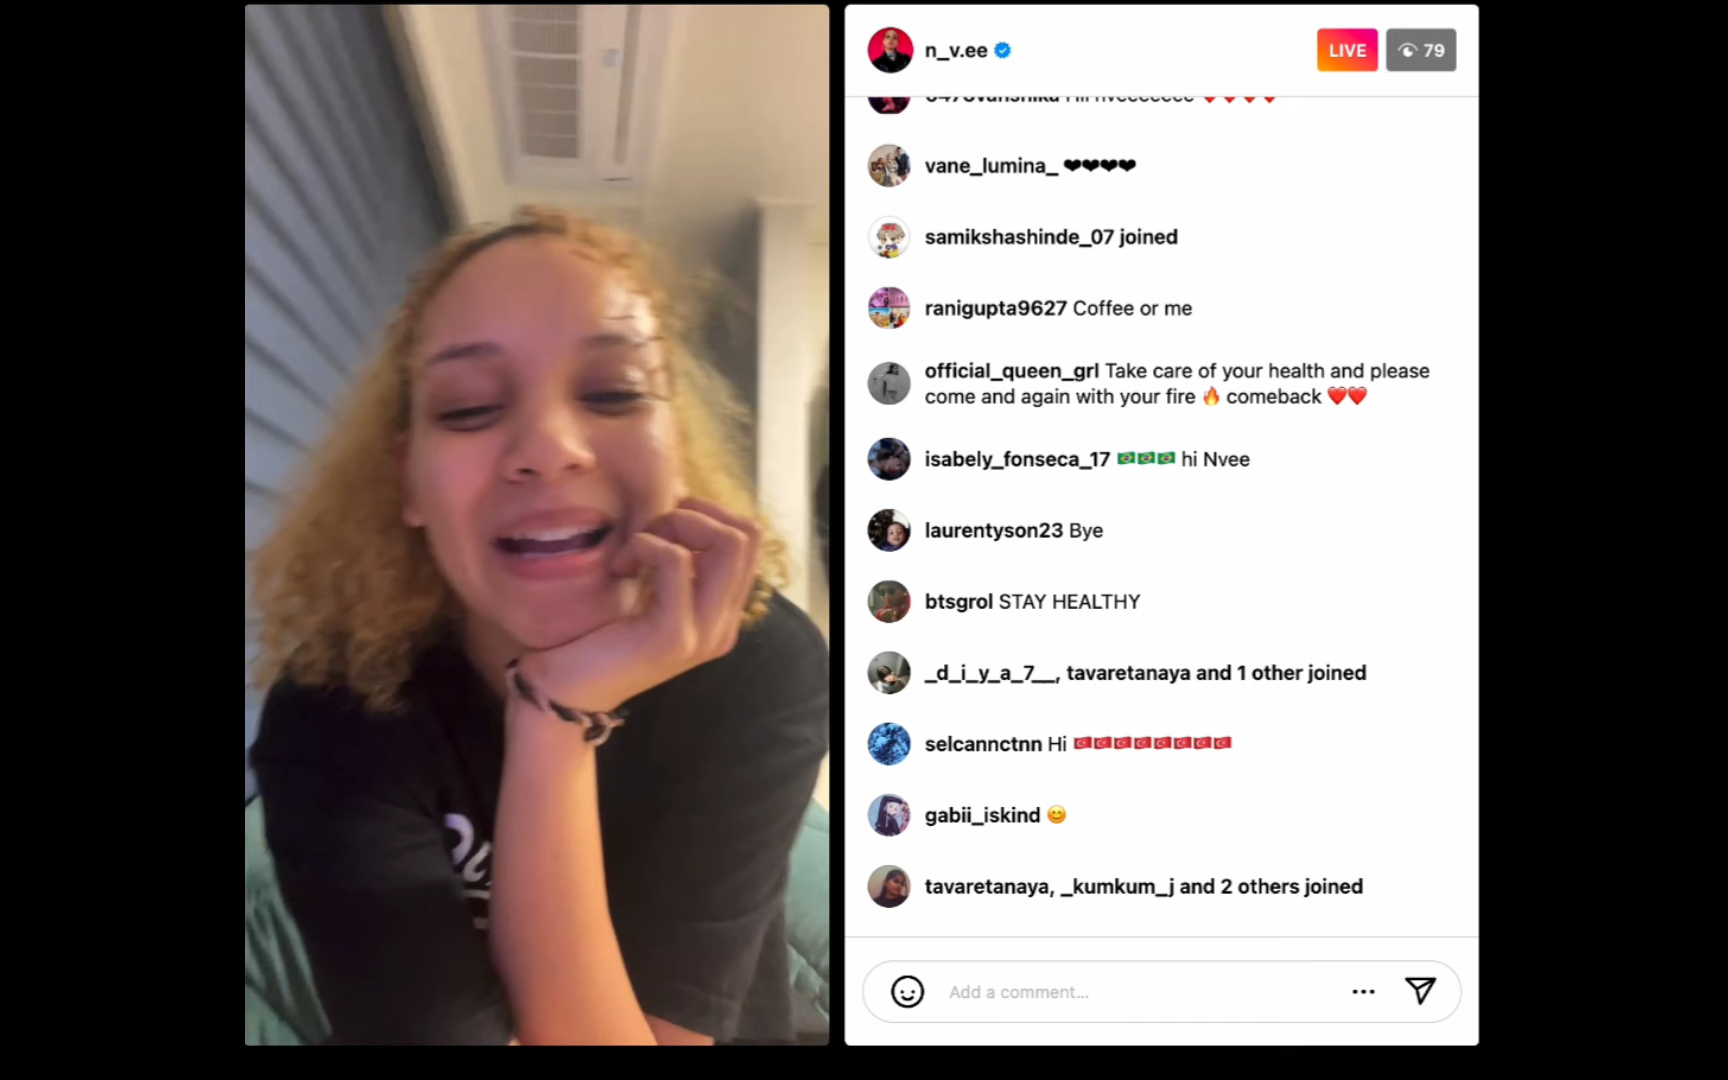 n_v.ee
LIVE
79
vane_lumina_ 🖤🖤🖤🖤
samikshashinde_07 joined
ranigupta9627 Coffee or me
official_queen_grl Take care of your health and please
come and again with your fire 🔥 comeback ❤️❤️
isabely_fonseca_17 🇧🇷🇧🇷🇧🇷 hi Nvee
laurentyson23 Bye
btsgrol STAY HEALTHY
_d_i_y_a_7__, tavaretanaya and 1 other joined
selcannctnn Hi 🇹🇷🇹🇷🇹🇷🇹🇷🇹🇷🇹🇷🇹🇷🇹🇷
gabii_iskind 😊
tavaretanaya, _kumkum_j and 2 others joined
Add a comment...